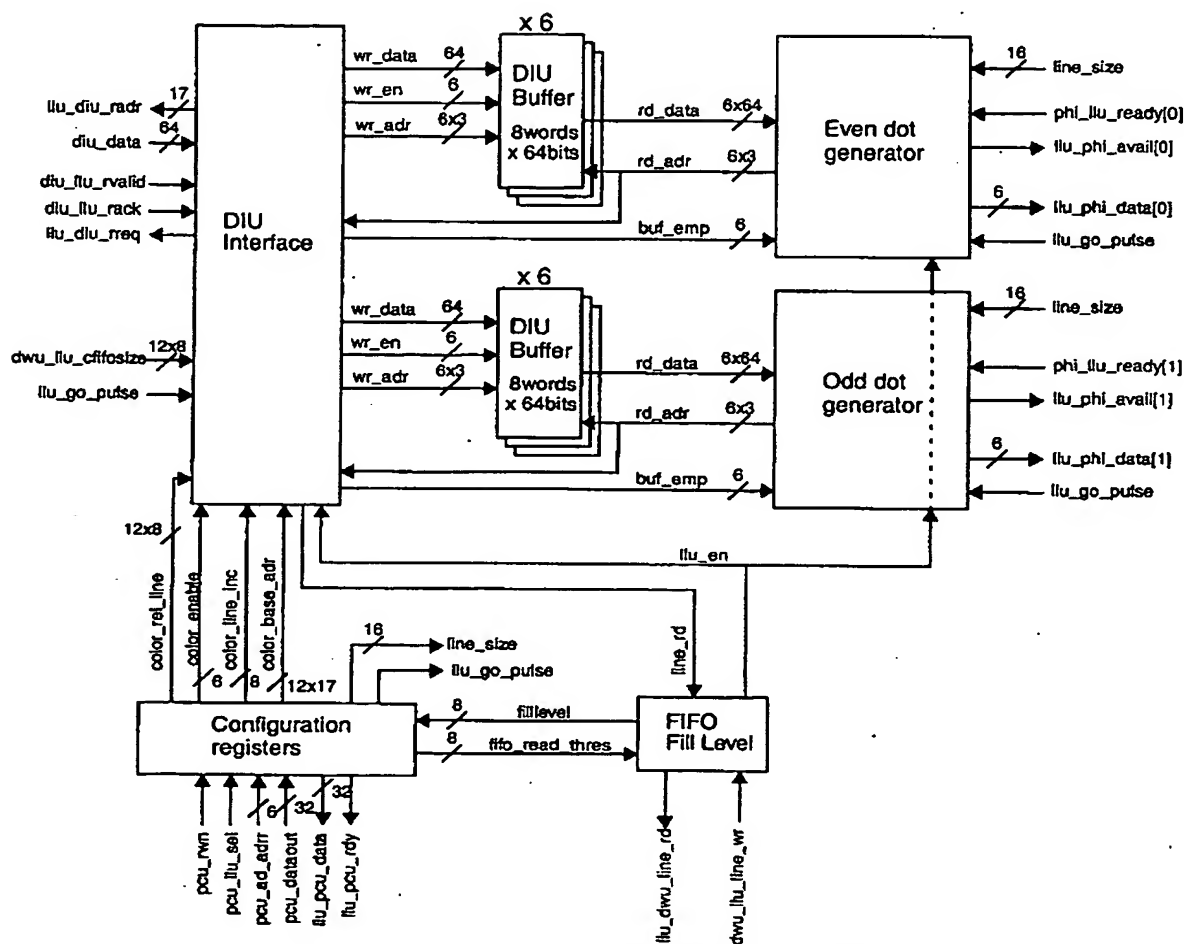 x 6
DIU
Buffer
8words
x 64bits
wr_data
64
wr_en
6
wr_adr
6x3
rd_data
6x64
rd_adr
6x3
buf_emp
6
Even dot
generator
16
line_size
phi_llu_ready[0]
llu_phi_avail[0]
6
llu_phi_data[0]
llu_go_pulse
llu_diu_radr
17
diu_data
64
diu_llu_rvalid
diu_llu_rack
llu_diu_rreq
DIU
Interface
dwu_llu_cfifosize
12x8
llu_go_pulse
x 6
DIU
Buffer
8words
x 64bits
wr_data
64
wr_en
6
wr_adr
6x3
rd_data
6x64
rd_adr
6x3
buf_emp
6
Odd dot
generator
16
line_size
phi_llu_ready[1]
llu_phi_avail[1]
6
llu_phi_data[1]
llu_go_pulse
12x8
color_rel_line
color_enable
6
color_line_inc
8
color_base_adr
12x17
llu_en
line_rd
16
line_size
llu_go_pulse
Configuration
registers
8
filllevel
8
fifo_read_thres
FIFO
Fill Level
pcu_rwn
pcu_llu_sel
pcu_ad_adrr
6
pcu_dataout
32
llu_pcu_data
32
llu_pcu_rdy
llu_dwu_line_rd
dwu_llu_line_wr